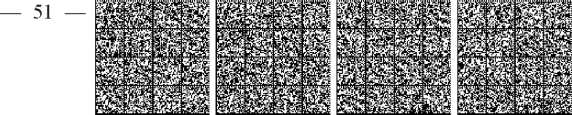 — 51 —